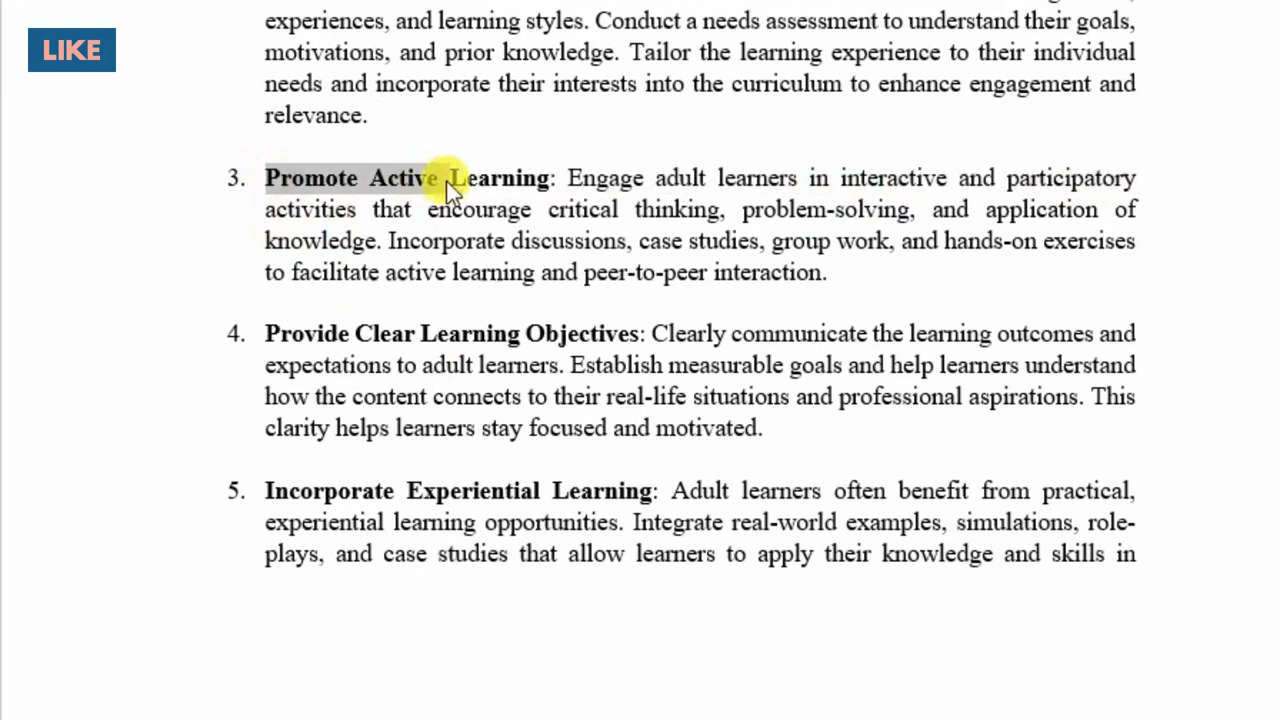 LIKE
experiences, and learning styles. Conduct a needs assessment to understand their goals,
motivations, and prior knowledge. Tailor the learning experience to their individual
needs and incorporate their interests into the curriculum to enhance engagement and
relevance.
3. Promote Active Learning: Engage adult learners in interactive and participatory
activities that encourage critical thinking, problem-solving, and application of
knowledge. Incorporate discussions, case studies, group work, and hands-on exercises
to facilitate active learning and peer-to-peer interaction.
4. Provide Clear Learning Objectives: Clearly communicate the learning outcomes and
expectations to adult learners. Establish measurable goals and help learners understand
how the content connects to their real-life situations and professional aspirations. This
clarity helps learners stay focused and motivated.
5. Incorporate Experiential Learning: Adult learners often benefit from practical,
experiential learning opportunities. Integrate real-world examples, simulations, role-
plays, and case studies that allow learners to apply their knowledge and skills in